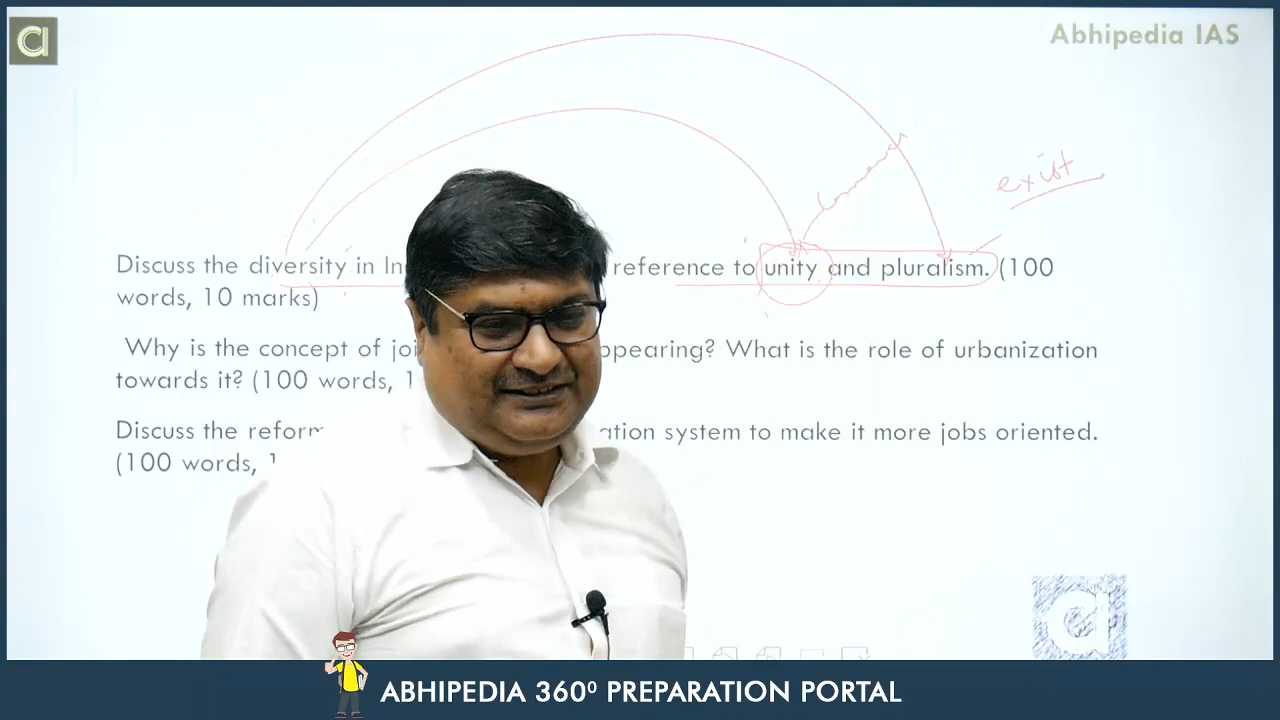 a
Abhipedia IAS
exist
Discuss the diversity in In reference to unity and pluralism. (100
words, 10 marks)
Why is the concept of joi ppearing? What is the role of urbanization
towards it? (100 words, 1
Discuss the reform ation system to make it more jobs oriented.
(100 words, 1
a
ABHIPEDIA 360⁰ PREPARATION PORTAL